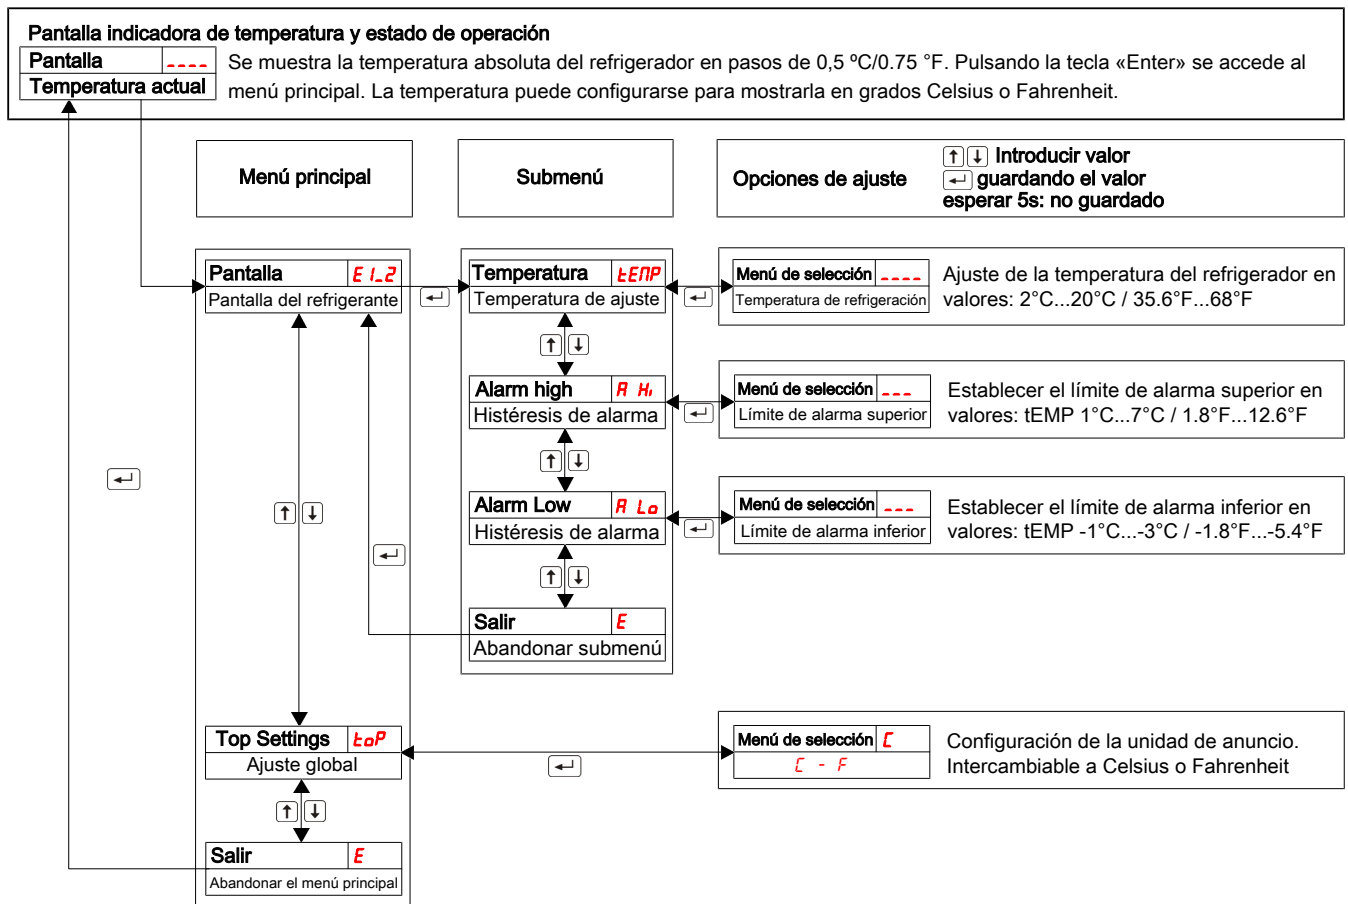 Pantalla indicadora de temperatura y estado de operación
Pantalla ----
Temperatura actual
Se muestra la temperatura absoluta del refrigerador en pasos de 0,5 ºC/0.75 °F. Pulsando la tecla «Enter» se accede al
menú principal. La temperatura puede configurarse para mostrarla en grados Celsius o Fahrenheit.
Menú principal
Submenú
Opciones de ajuste
↑ ↓ Introducir valor
↵ guardando el valor
esperar 5s: no guardado
Pantalla E1_2
Pantalla del refrigerante
↵
Temperatura tEMP
Temperatura de ajuste
↵
Menú de selección ----
Temperatura de refrigeración
Ajuste de la temperatura del refrigerador en
valores: 2°C...20°C / 35.6°F...68°F
↑ ↓
Alarm high A Hi
Histéresis de alarma
↵
Menú de selección ---
Límite de alarma superior
Establecer el límite de alarma superior en
valores: tEMP 1°C...7°C / 1.8°F...12.6°F
↑ ↓
↵
↑ ↓
Alarm Low A Lo
Histéresis de alarma
↵
Menú de selección ---
Límite de alarma inferior
Establecer el límite de alarma inferior en
valores: tEMP -1°C...-3°C / -1.8°F...-5.4°F
↵
↑ ↓
Salir E
Abandonar submenú
Top Settings toP
Ajuste global
↵
Menú de selección C
C - F
Configuración de la unidad de anuncio.
Intercambiable a Celsius o Fahrenheit
↑ ↓
Salir E
Abandonar el menú principal